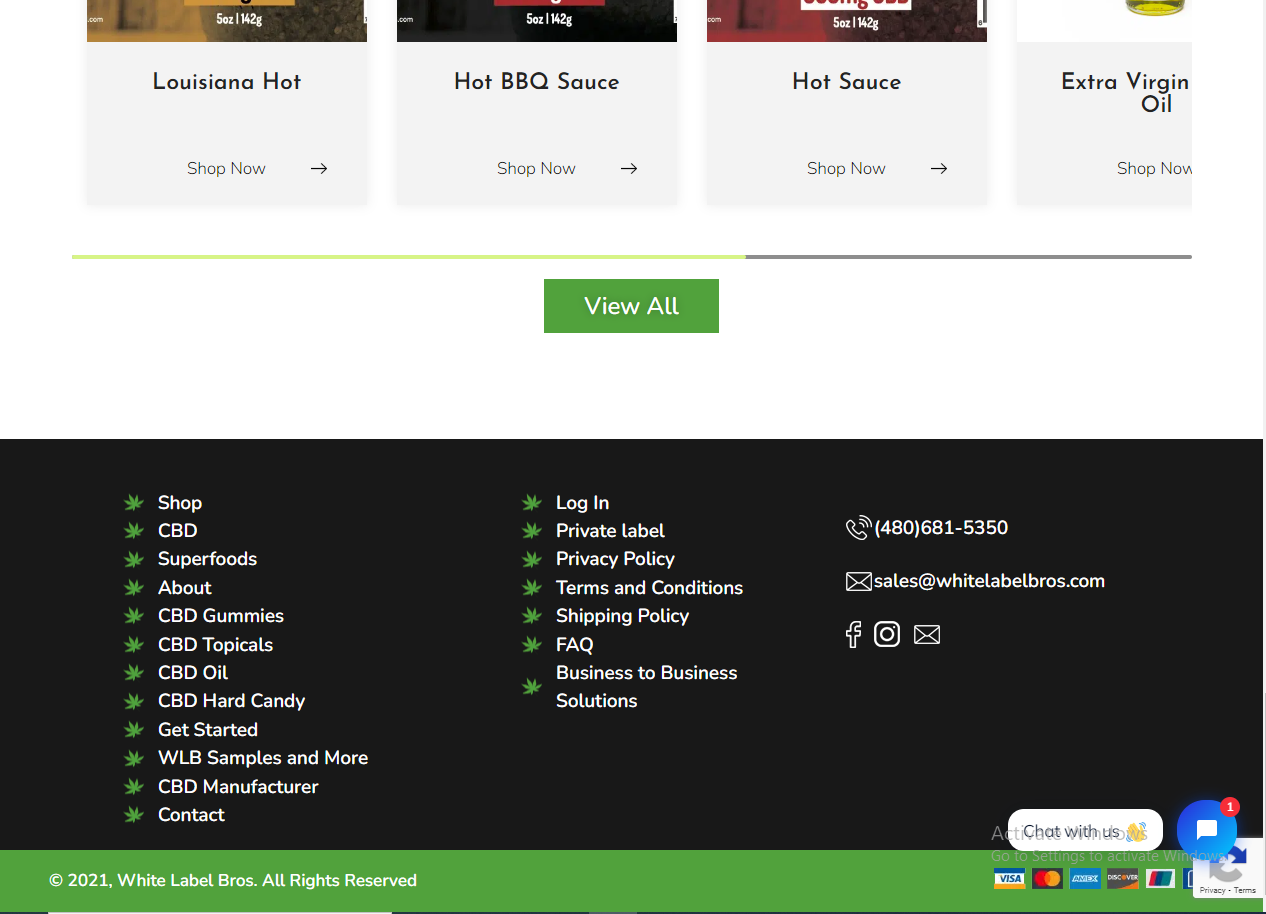 .com
5oz | 142g
.com
5oz | 142g
com
5oz | 142g
Louisiana Hot
Hot BBQ Sauce
Hot Sauce
Extra Virgin
Oil
Shop Now
Shop Now
Shop Now
Shop Now
View All
Shop
CBD
Superfoods
About
CBD Gummies
CBD Topicals
CBD Oil
CBD Hard Candy
Get Started
WLB Samples and More
CBD Manufacturer
Contact
Log In
Private label
Privacy Policy
Terms and Conditions
Shipping Policy
FAQ
Business to Business
Solutions
(480)681-5350
sales@whitelabelbros.com
1
Chat with us
Activate Windows
Go to Settings to activate Windows.
© 2021, White Label Bros. All Rights Reserved
VISA
AMEX
DISCOVER
Privacy - Terms